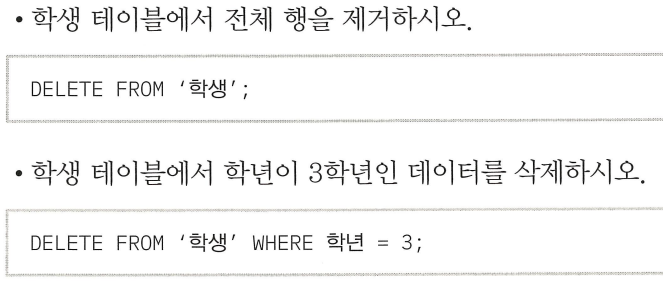 • 학생 테이블에서 전체 행을 제거하시오.
DELETE FROM ‘학생’;
• 학생 테이블에서 학년이 3학년인 데이터를 삭제하시오.
DELETE FROM ‘학생’ WHERE 학년 = 3;